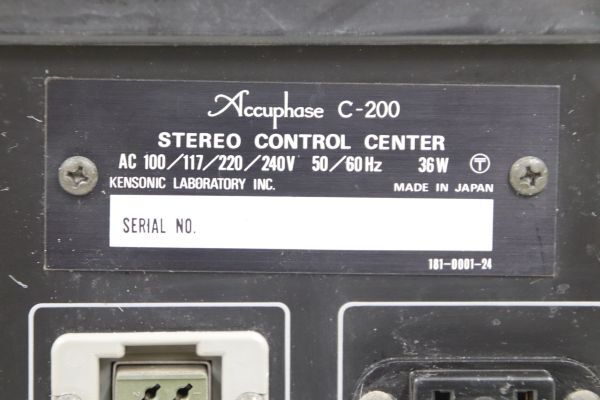 Accuphase C-200
STEREO CONTROL CENTER
AC 100/117/220/240V 50/60Hz 36W Ⓣ
KENSONIC LABORATORY INC. MADE IN JAPAN
SERIAL NO.
181-0001-24